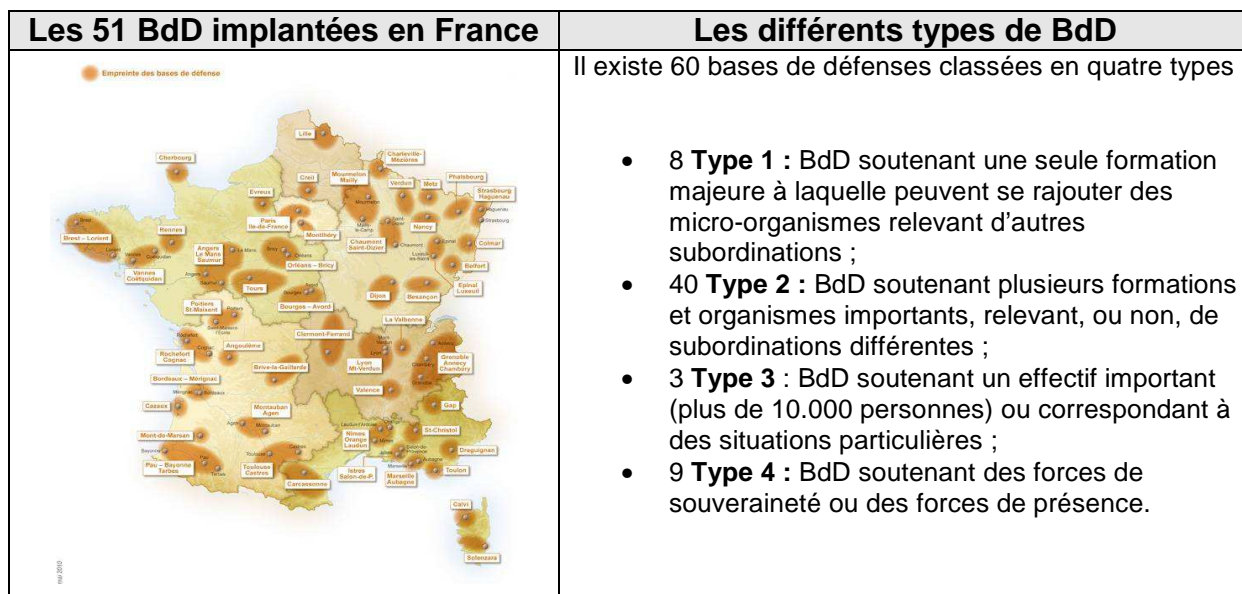 Les 51 BdD implantées en France
Les différents types de BdD
Empreinte des bases de défense
Lille
Cherbourg
Charleville-
Mézières
Creil
Mourmelon
Mailly
Verdun
Metz
Phalsbourg
Strasbourg
Haguenau
Evreux
Paris
Ile-de-France
Montlhéry
Nancy
Brest – Lorient
Rennes
Chaumont
Saint-Dizier
Colmar
Angers
Le Mans
Saumur
Orléans – Bricy
Belfort
Vannes
Coëtquidan
Tours
Epinal
Luxeuil
Dijon
Besançon
Bourges – Avord
Poitiers
St-Maixent
La Valbonne
Clermont-Ferrand
Rochefort
Cognac
Angoulême
Lyon
Mt-Verdun
Grenoble
Annecy
Chambéry
Brive-la-Gaillarde
Bordeaux – Mérignac
Valence
Cazaux
Gap
Montauban
Agen
Nîmes
Orange
Laudun
St-Christol
Mont-de-Marsan
Draguignan
Pau – Bayonne
Tarbes
Toulouse
Castres
Carcassonne
Istres
Salon-de-P.
Marseille
Aubagne
Toulon
Calvi
Solenzara
mai 2010
Il existe 60 bases de défenses classées en quatre types
• 8 Type 1 : BdD soutenant une seule formation
majeure à laquelle peuvent se rajouter des
micro-organismes relevant d’autres
subordinations ;
• 40 Type 2 : BdD soutenant plusieurs formations
et organismes importants, relevant, ou non, de
subordinations différentes ;
• 3 Type 3 : BdD soutenant un effectif important
(plus de 10.000 personnes) ou correspondant à
des situations particulières ;
• 9 Type 4 : BdD soutenant des forces de
souveraineté ou des forces de présence.